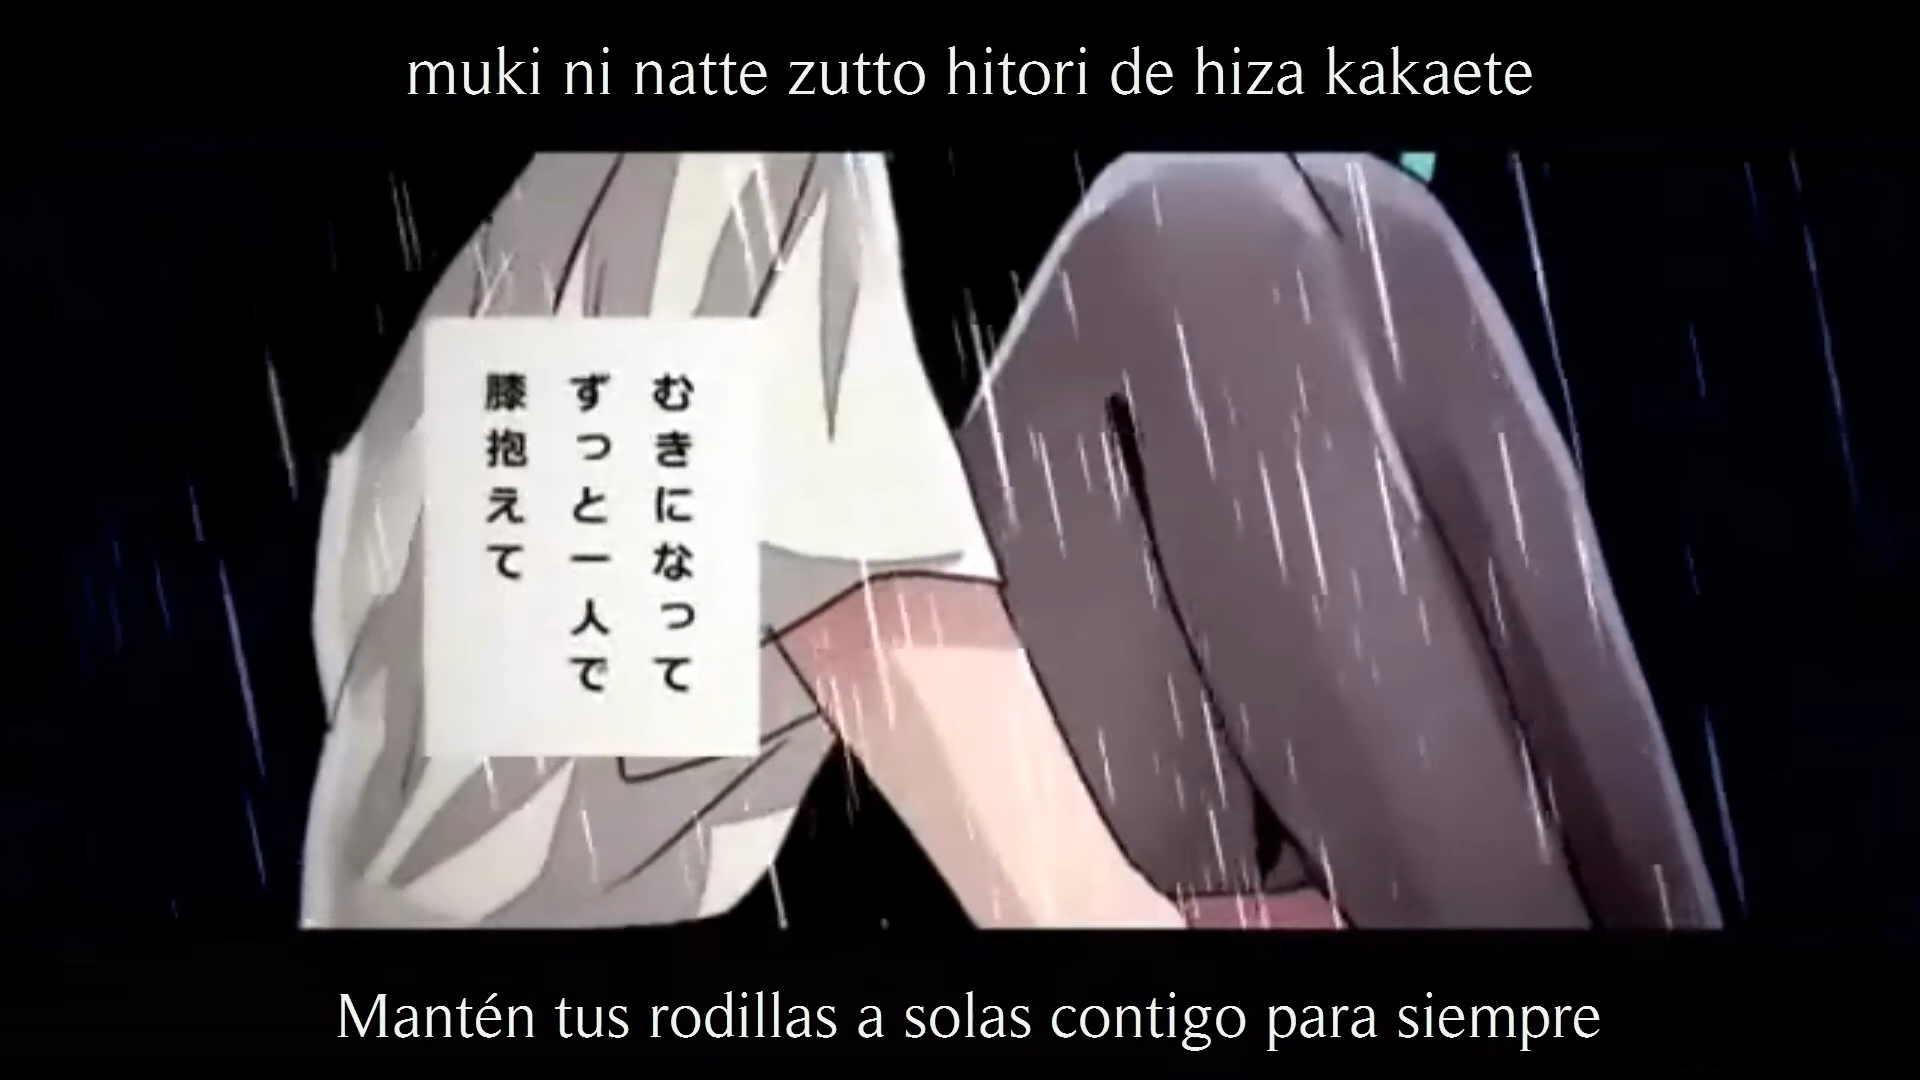 muki ni natte zutto hitori de hiza kakaete
むきになって
ずっと一人で
膝抱えて
Mantén tus rodillas a solas contigo para siempre